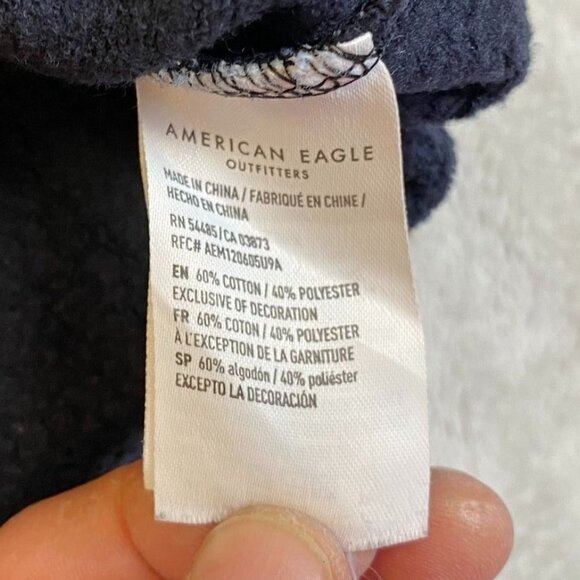 AMERICAN EAGLE
OUTFITTERS
MADE IN CHINA / FABRIQUÉ EN CHINE /
HECHO EN CHINA
RN 54485 / CA 03873
RFC# AEM120605U9A
EN 60% COTTON / 40% POLYESTER
EXCLUSIVE OF DECORATION
FR 60% COTON / 40% POLYESTER
À L'EXCEPTION DE LA GARNITURE
SP 60% algodón / 40% poliéster
EXCEPTO LA DECORACIÓN